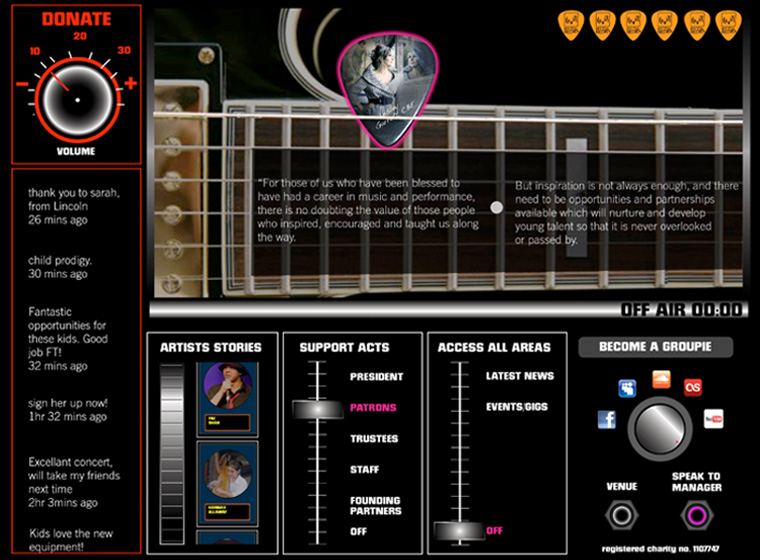 DONATE
10
20
30
VOLUME
thank you to sarah,
from Lincoln
26 mins ago
child prodigy.
30 mins ago
Fantastic
opportunities for
these kids. Good
job FT!
32 mins ago
sign her up now!
1hr 32 mins ago
Excellant concert,
will take my friends
next time
2hr 3mins ago
Kids love the new
equipment!
"For those of us who have been blessed to
have had a career in music and performance,
there is no doubting the value of those people
who inspired, encouraged and taught us along
the way.
But inspiration is not always enough, and there
need to be opportunities and partnerships
available which will nurture and develop
young talent so that it is never overlooked
or passed by.
OFF AIR 00:00
ARTISTS STORIES
SUPPORT ACTS
PRESIDENT
PATRONS
TRUSTEES
STAFF
FOUNDING
PARTNERS
OFF
ACCESS ALL AREAS
LATEST NEWS
EVENTS/GIGS
OFF
BECOME A GROUPIE
VENUE
SPEAK TO
MANAGER
registered charity no. 1107747